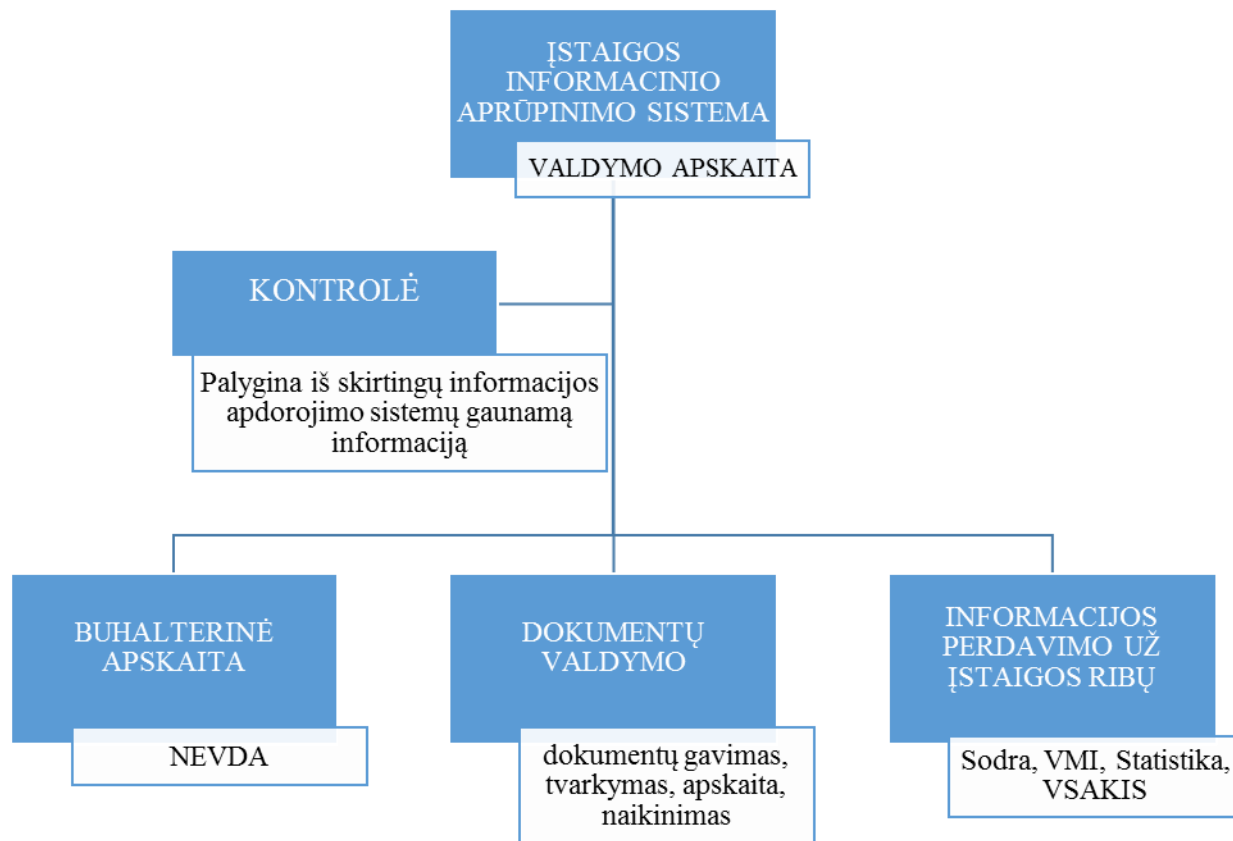 ĮSTAIGOS
INFORMACINIO
APRŪPINIMO SISTEMA
VALDYMO APSKAITA
KONTROLĖ
Palygina iš skirtingų informacijos
apdorojimo sistemų gaunamą
informaciją
BUHALTERINĖ
APSKAITA
NEVDA
DOKUMENTŲ
VALDYMO
dokumentų gavimas,
tvarkymas, apskaita,
naikinimas
INFORMACIJOS
PERDAVIMO UŽ
ĮSTAIGOS RIBŲ
Sodra, VMI, Statistika,
VSAKIS